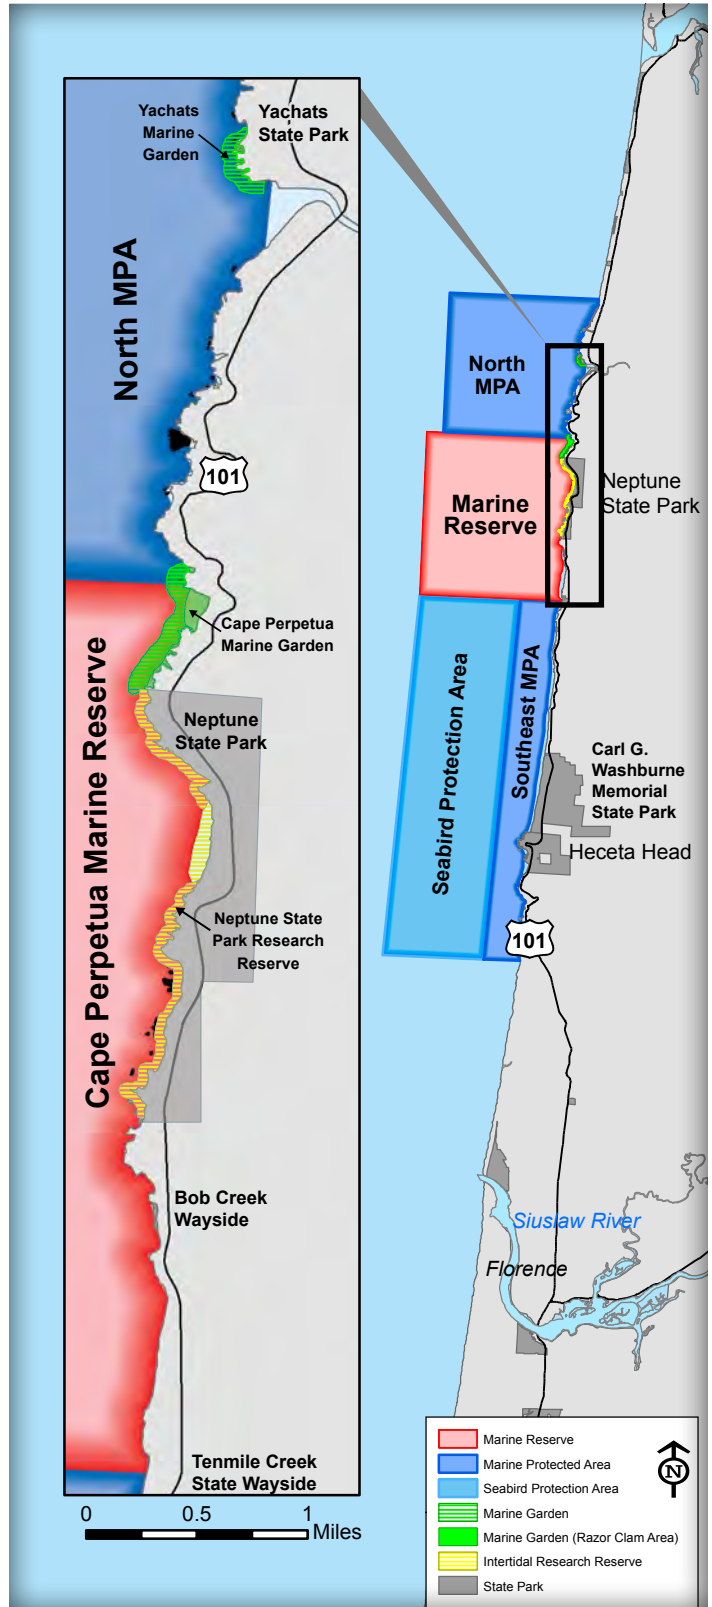 Yachats
Marine
Garden
Yachats
State Park
North MPA
101
Cape Perpetua
Marine Garden
Cape Perpetua Marine Reserve
Neptune
State Park
Neptune State
Park Research
Reserve
Bob Creek
Wayside
Tenmile Creek
State Wayside
0 0.5 1
Miles
North
MPA
Marine
Reserve
Neptune
State Park
Seabird Protection Area
Southeast MPA
Carl G.
Washburne
Memorial
State Park
Heceta Head
101
Siuslaw River
Florence
Marine Reserve
Marine Protected Area
Seabird Protection Area
Marine Garden
Marine Garden (Razor Clam Area)
Intertidal Research Reserve
State Park
N